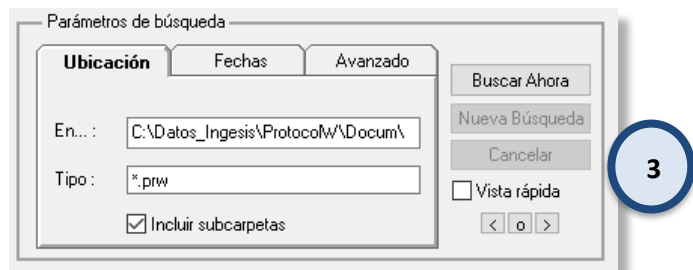 Parámetros de búsqueda
Ubicación Fechas Avanzado
En... : C:\Datos_Ingesis\ProtocolW\Docum\
Tipo : *.prw
Incluir subcarpetas
Buscar Ahora
Nueva Búsqueda
Cancelar
Vista rápida
< o >
3